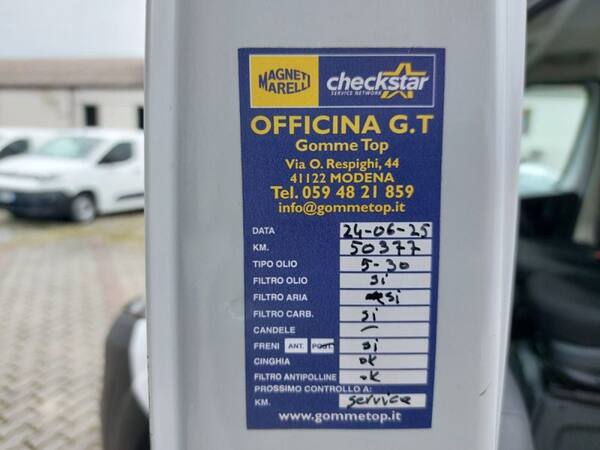 MAGNETI
MARELLI
checkstar
SERVICE NETWORK
OFFICINA G.T
Gomme Top
Via O. Respighi, 44
41122 MODENA
Tel. 059 48 21 859
info@gommetop.it
DATA 24-06-25
KM. 50377
TIPO OLIO 5-30
FILTRO OLIO si
FILTRO ARIA si
FILTRO CARB. si
CANDELE —
FRENI ANT. POST. si
CINGHIA ok
FILTRO ANTIPOLLINE ok
PROSSIMO CONTROLLO A:
KM. service
www.gommetop.it